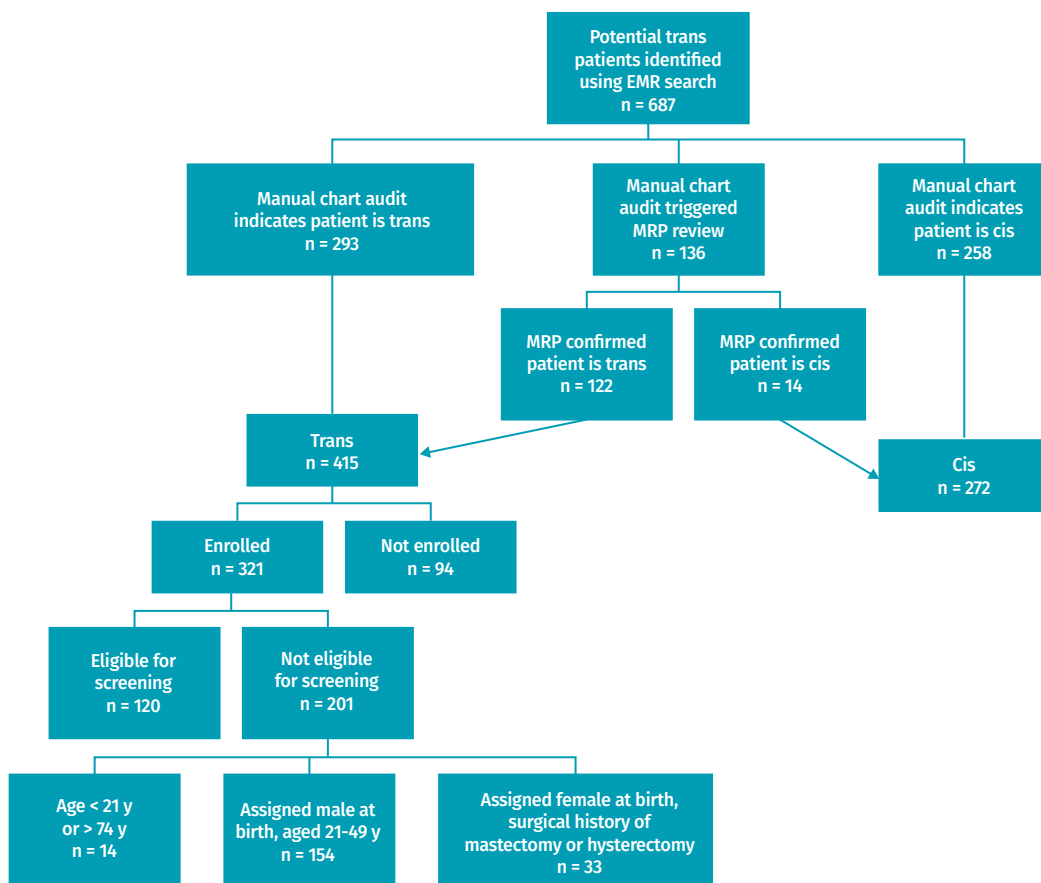 Potential trans
patients identified
using EMR search
n = 687
Manual chart audit
indicates patient is trans
n = 293
Manual chart
audit triggered
MRP review
n = 136
Manual chart
audit indicates
patient is cis
n = 258
MRP confirmed
patient is trans
n = 122
MRP confirmed
patient is cis
n = 14
Trans
n = 415
Cis
n = 272
Enrolled
n = 321
Not enrolled
n = 94
Eligible for
screening
n = 120
Not eligible
for screening
n = 201
Age < 21 y
or > 74 y
n = 14
Assigned male at
birth, aged 21-49 y
n = 154
Assigned female at birth,
surgical history of
mastectomy or hysterectomy
n = 33